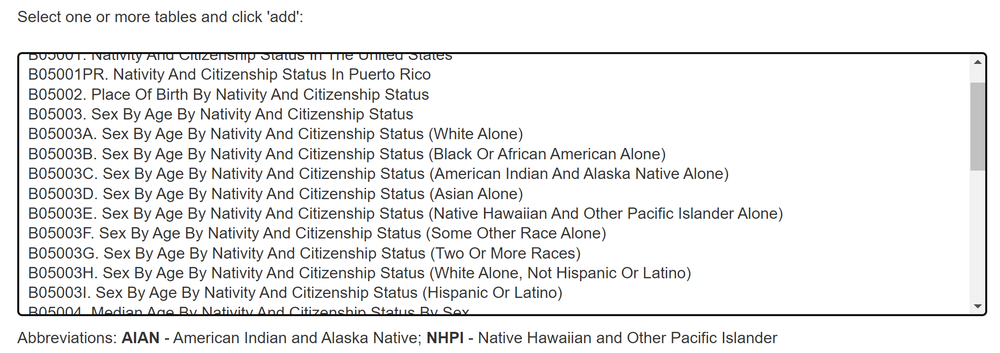 Select one or more tables and click 'add':
B05001. Nativity And Citizenship Status In The United States
B05001PR. Nativity And Citizenship Status In Puerto Rico
B05002. Place Of Birth By Nativity And Citizenship Status
B05003. Sex By Age By Nativity And Citizenship Status
B05003A. Sex By Age By Nativity And Citizenship Status (White Alone)
B05003B. Sex By Age By Nativity And Citizenship Status (Black Or African American Alone)
B05003C. Sex By Age By Nativity And Citizenship Status (American Indian And Alaska Native Alone)
B05003D. Sex By Age By Nativity And Citizenship Status (Asian Alone)
B05003E. Sex By Age By Nativity And Citizenship Status (Native Hawaiian And Other Pacific Islander Alone)
B05003F. Sex By Age By Nativity And Citizenship Status (Some Other Race Alone)
B05003G. Sex By Age By Nativity And Citizenship Status (Two Or More Races)
B05003H. Sex By Age By Nativity And Citizenship Status (White Alone, Not Hispanic Or Latino)
B05003I. Sex By Age By Nativity And Citizenship Status (Hispanic Or Latino)
B05004. Median Age By Nativity And Citizenship Status By Sex
Abbreviations: AIAN - American Indian and Alaska Native; NHPI - Native Hawaiian and Other Pacific Islander